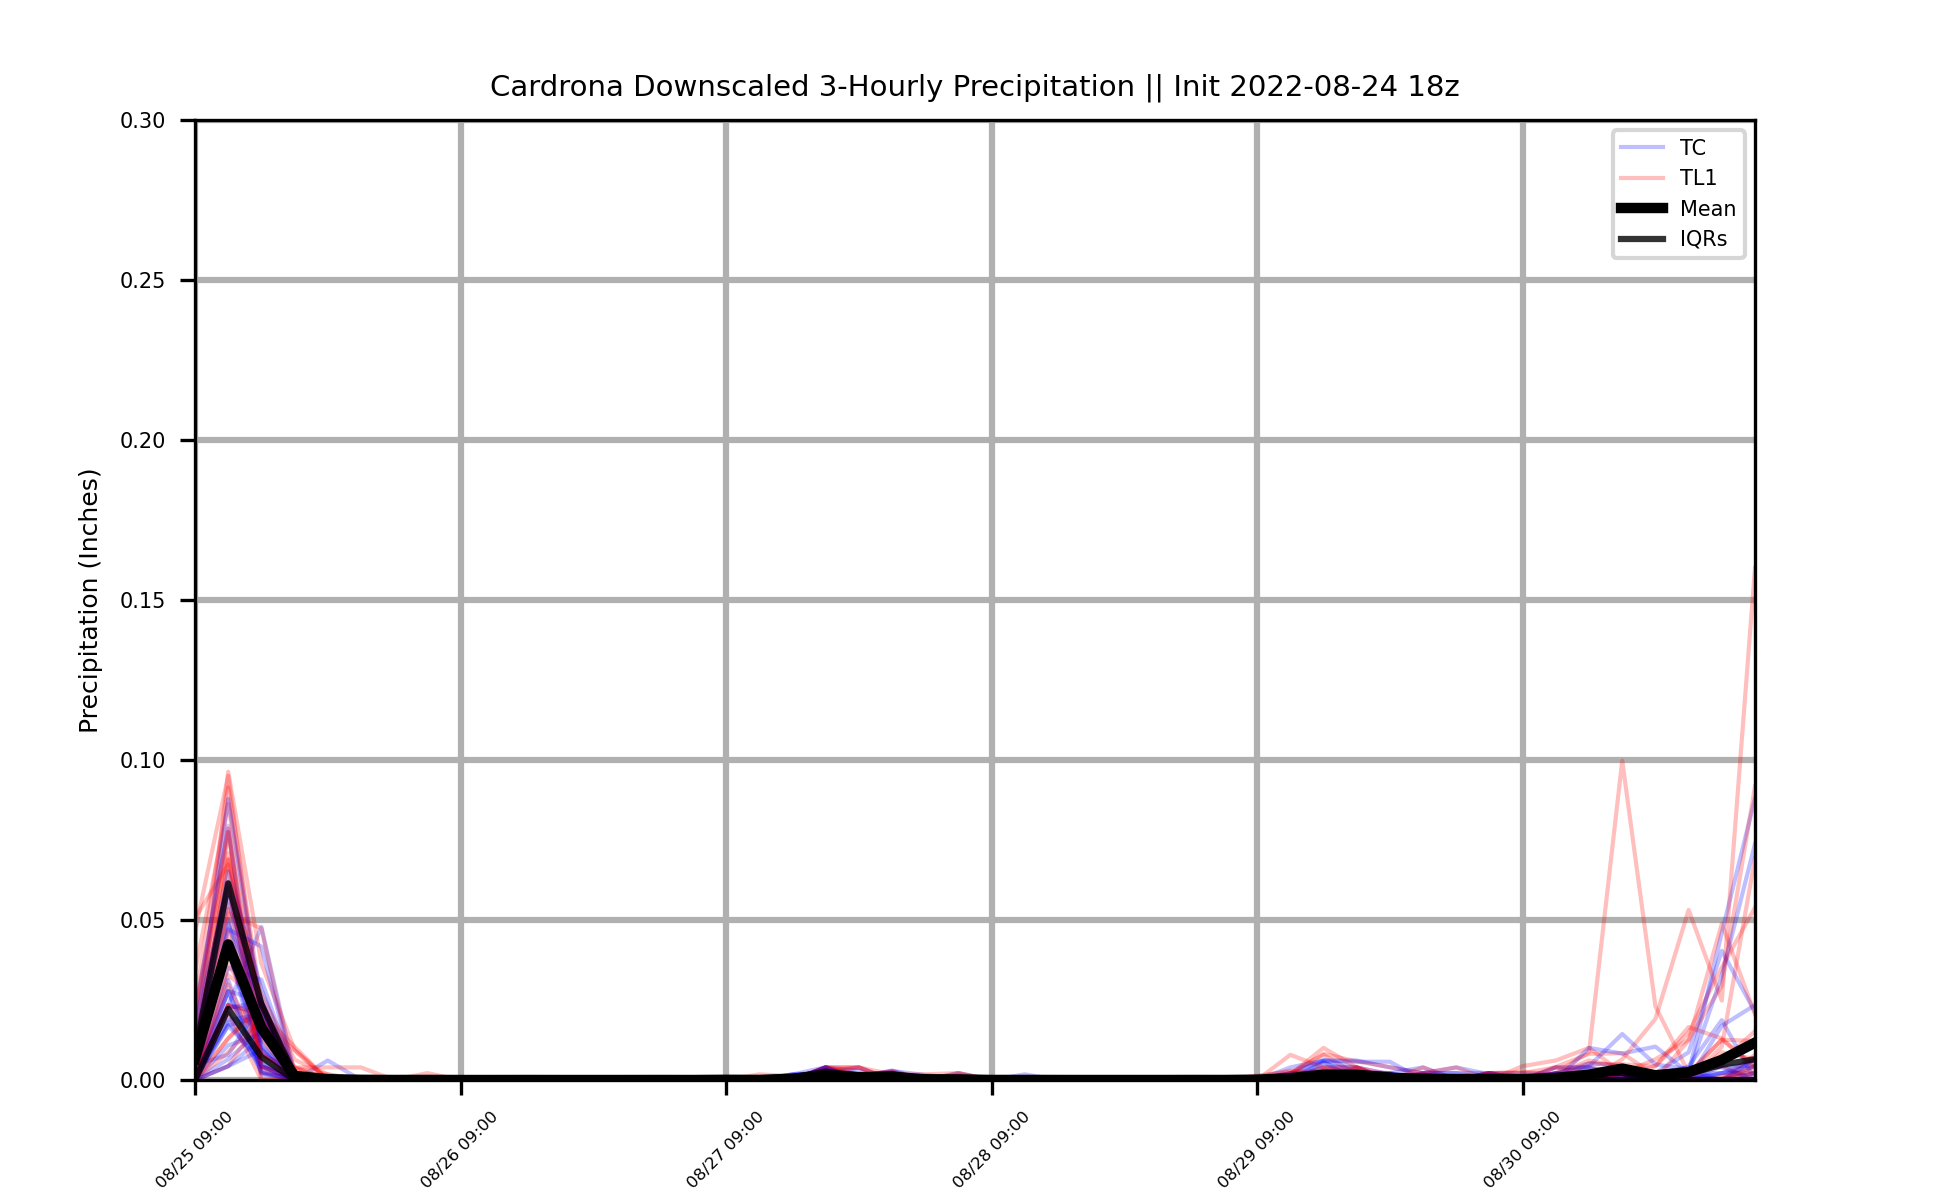 Cardrona Downscaled 3-Hourly Precipitation || Init 2022-08-24 18z
Precipitation (Inches)
0.30
0.25
0.20
0.15
0.10
0.05
0.00
TC
TL1
Mean
IQRs
08/25 09:00
08/26 09:00
08/27 09:00
08/28 09:00
08/29 09:00
08/30 09:00